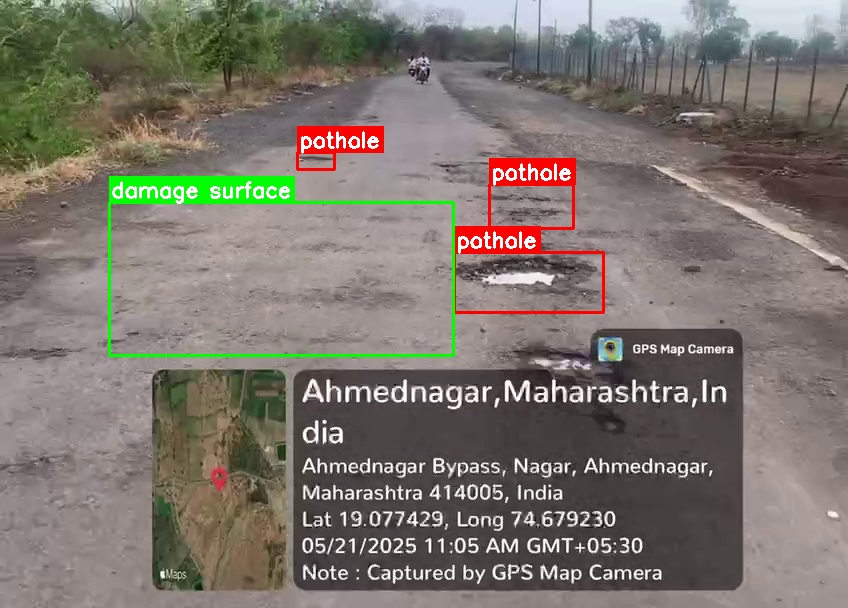 pothole
pothole
damage surface
pothole
GPS Map Camera
Ahmednagar,Maharashtra,In
dia
Ahmednagar Bypass, Nagar, Ahmednagar,
Maharashtra 414005, India
Lat 19.077429, Long 74.679230
05/21/2025 11:05 AM GMT+05:30
Note : Captured by GPS Map Camera
Maps